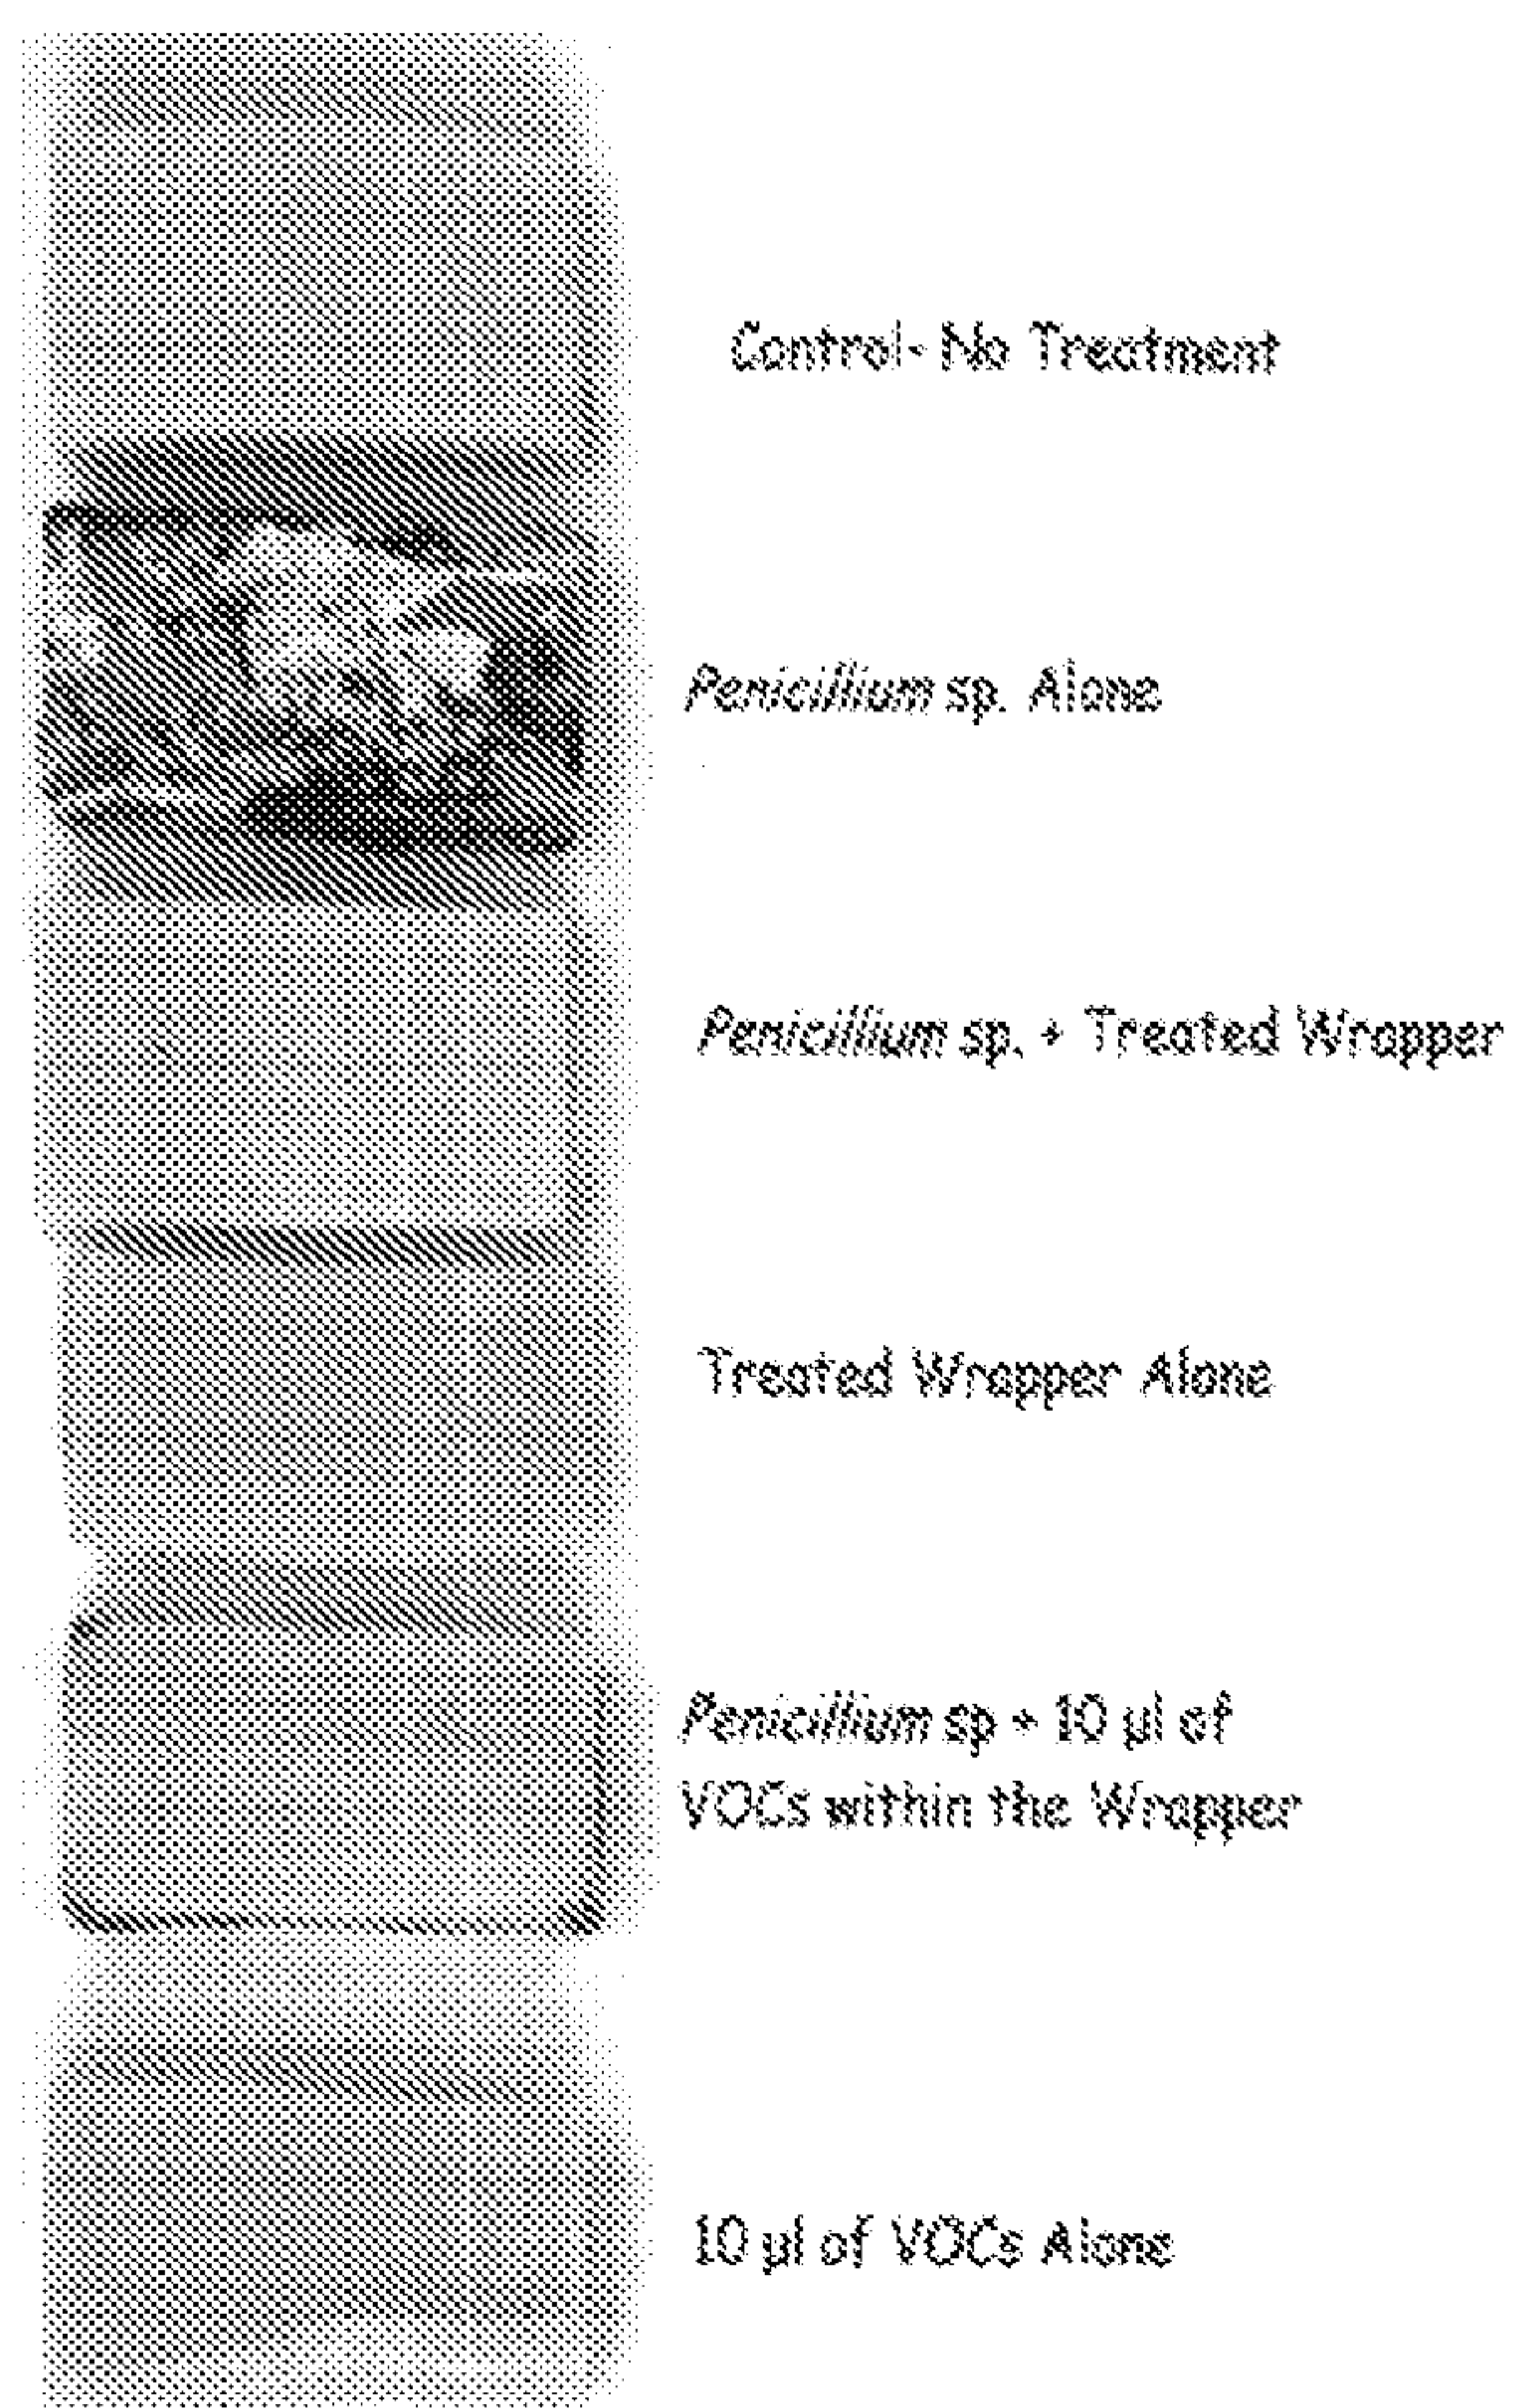 Control- No Treatment
Penicillium sp. Alone
Penicillium sp. + Treated Wrapper
Treated Wrapper Alone
Penicillium sp + 10 µl of
VOCs within the Wrapper
10 µl of VOCs Alone